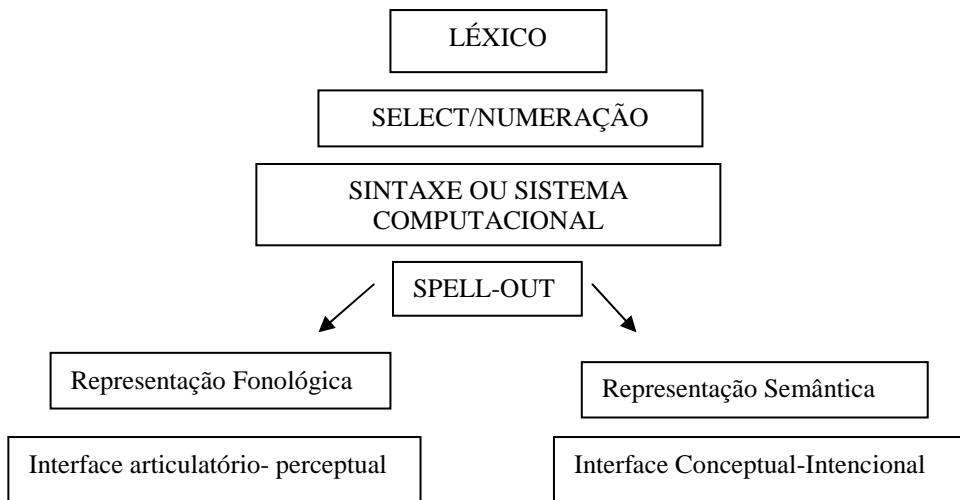 LÉXICO
SELECT/NUMERAÇÃO
SINTAXE OU SISTEMA
COMPUTACIONAL
SPELL-OUT
Representação Fonológica
Representação Semântica
Interface articulatório- perceptual
Interface Conceptual-Intencional